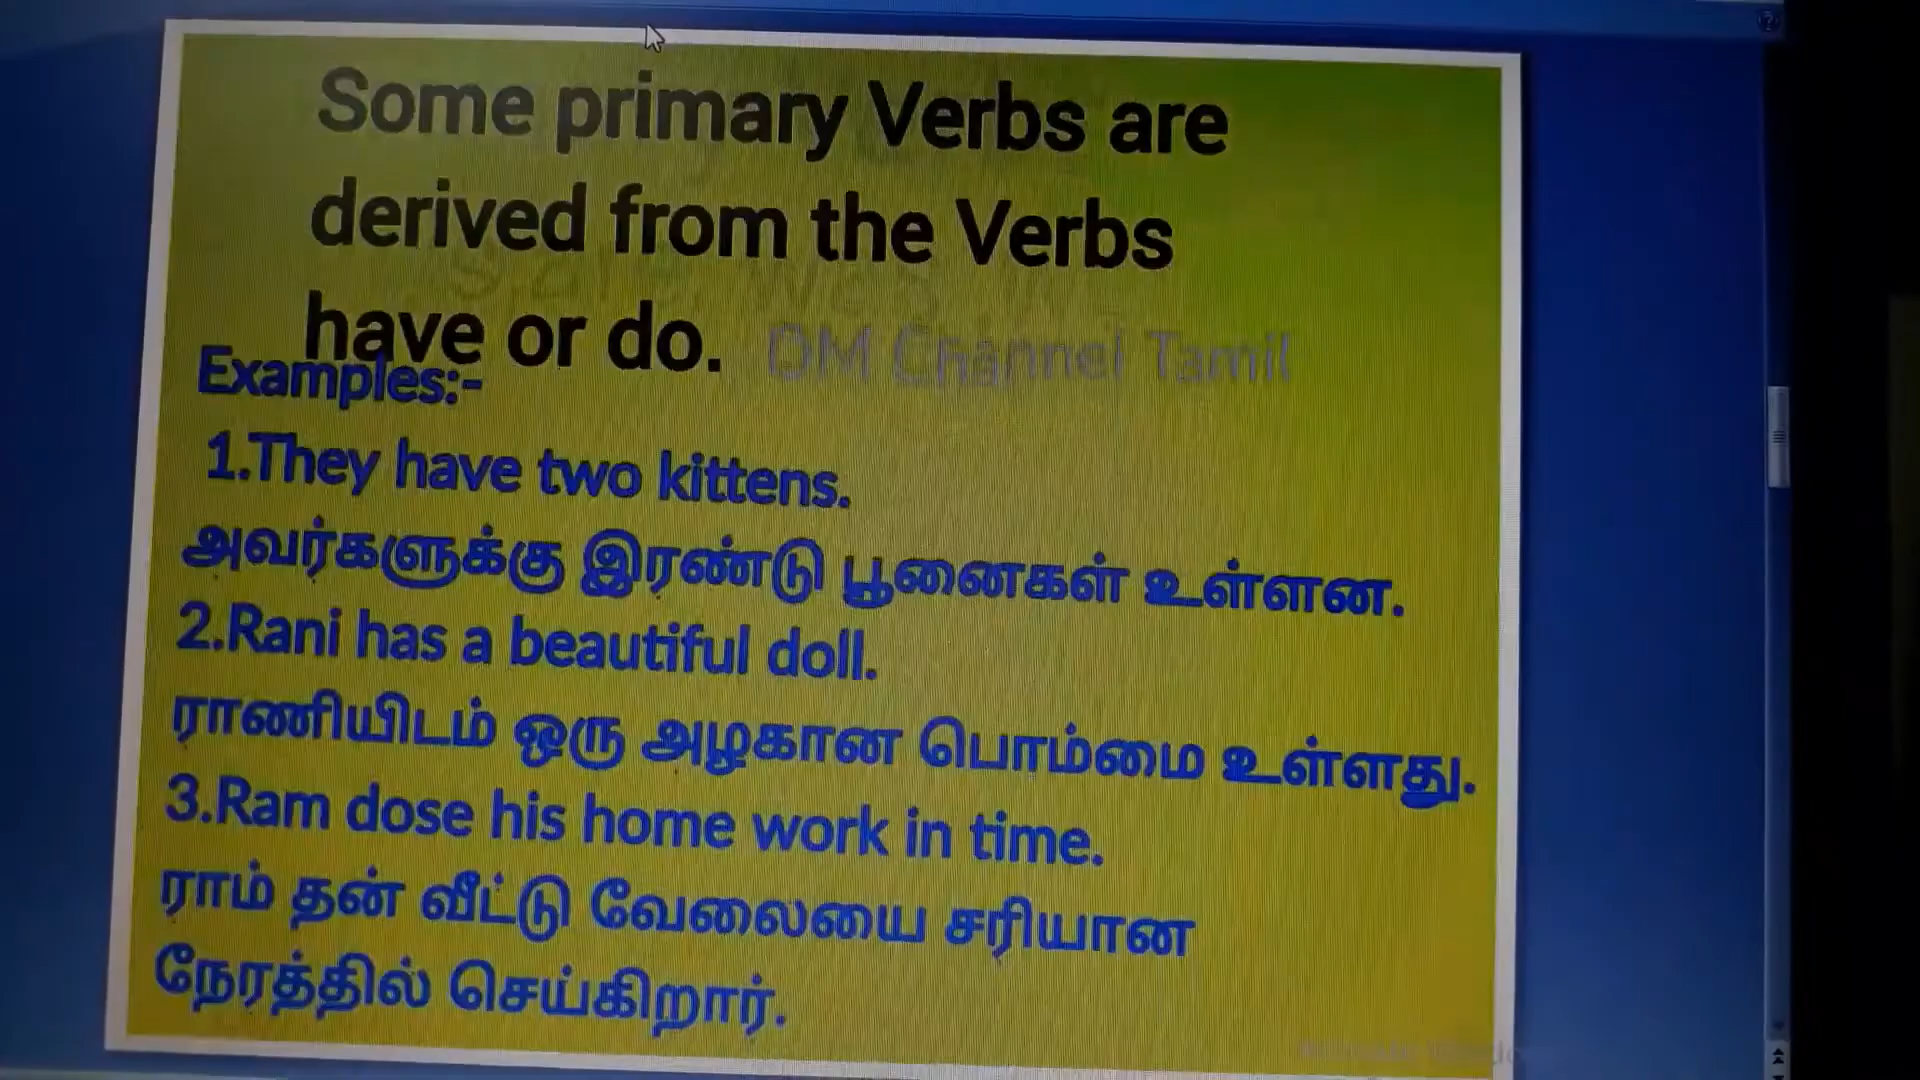 Some primary Verbs are
derived from the Verbs
have or do.
DM Channel Tamil
Examples:-
1.They have two kittens.
அவர்களுக்கு இரண்டு பூனைகள் உள்ளன.
2.Rani has a beautiful doll.
ராணியிடம் ஒரு அழகான பொம்மை உள்ளது.
3.Ram dose his home work in time.
ராம் தன் வீட்டு வேலையை சரியான
நேரத்தில் செய்கிறார்.